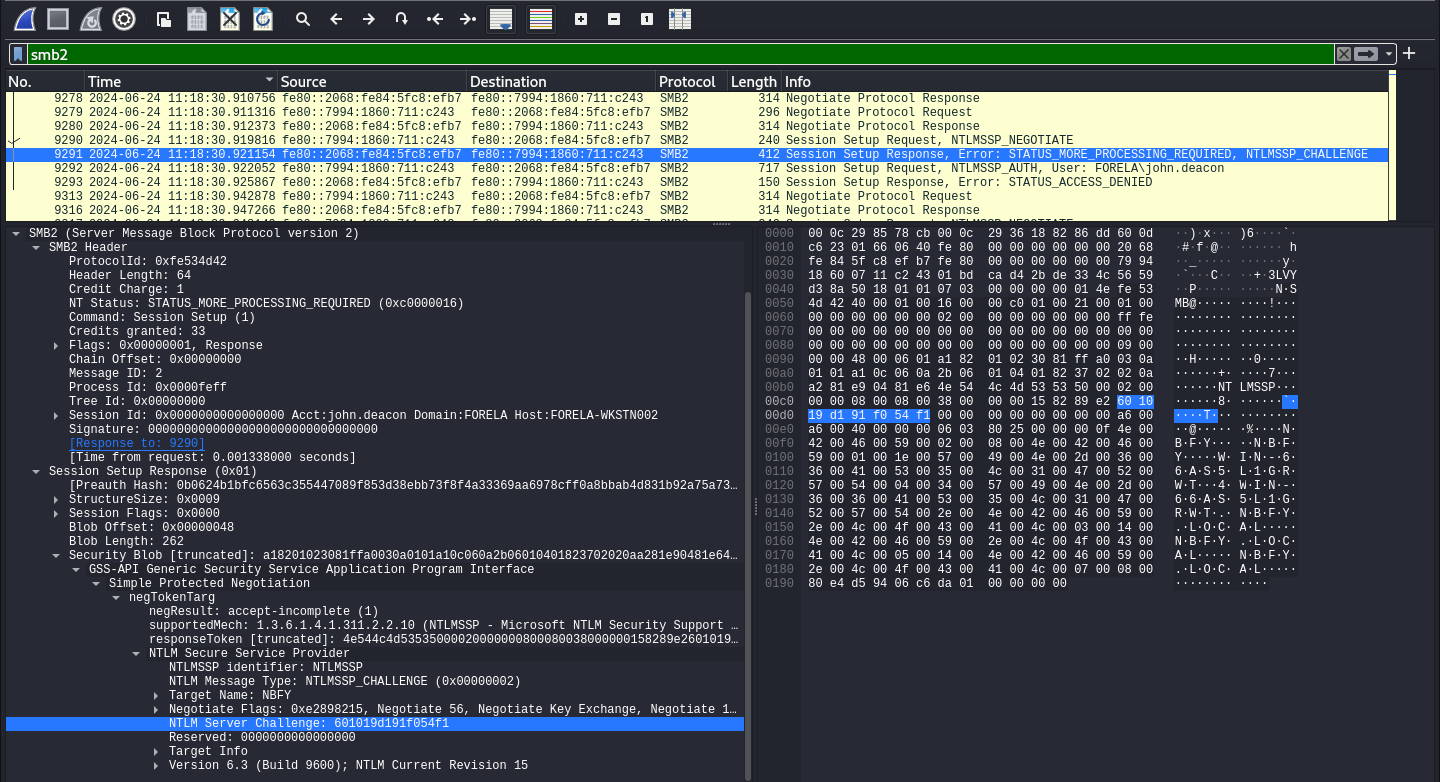 smb2
No. Time Source Destination Protocol Length Info
9278 2024-06-24 11:18:30.910756 fe80::2068:fe84:5fc8:efb7 fe80::7994:1860:711:c243 SMB2 314 Negotiate Protocol Response
9279 2024-06-24 11:18:30.911316 fe80::7994:1860:711:c243 fe80::2068:fe84:5fc8:efb7 SMB2 296 Negotiate Protocol Request
9280 2024-06-24 11:18:30.912373 fe80::2068:fe84:5fc8:efb7 fe80::7994:1860:711:c243 SMB2 314 Negotiate Protocol Response
9290 2024-06-24 11:18:30.919816 fe80::7994:1860:711:c243 fe80::2068:fe84:5fc8:efb7 SMB2 240 Session Setup Request, NTLMSSP_NEGOTIATE
9291 2024-06-24 11:18:30.921154 fe80::2068:fe84:5fc8:efb7 fe80::7994:1860:711:c243 SMB2 412 Session Setup Response, Error: STATUS_MORE_PROCESSING_REQUIRED, NTLMSSP_CHALLENGE
9292 2024-06-24 11:18:30.922052 fe80::7994:1860:711:c243 fe80::2068:fe84:5fc8:efb7 SMB2 717 Session Setup Request, NTLMSSP_AUTH, User: FORELA\john.deacon
9293 2024-06-24 11:18:30.925867 fe80::2068:fe84:5fc8:efb7 fe80::7994:1860:711:c243 SMB2 150 Session Setup Response, Error: STATUS_ACCESS_DENIED
9313 2024-06-24 11:18:30.942878 fe80::7994:1860:711:c243 fe80::2068:fe84:5fc8:efb7 SMB2 314 Negotiate Protocol Request
9316 2024-06-24 11:18:30.947266 fe80::2068:fe84:5fc8:efb7 fe80::7994:1860:711:c243 SMB2 314 Negotiate Protocol Response
SMB2 (Server Message Block Protocol version 2)
SMB2 Header
ProtocolId: 0xfe534d42
Header Length: 64
Credit Charge: 1
NT Status: STATUS_MORE_PROCESSING_REQUIRED (0xc0000016)
Command: Session Setup (1)
Credits granted: 33
Flags: 0x00000001, Response
Chain Offset: 0x00000000
Message ID: 2
Process Id: 0x0000feff
Tree Id: 0x00000000
Session Id: 0x0000000000000000 Acct:john.deacon Domain:FORELA Host:FORELA-WKSTN002
Signature: 00000000000000000000000000000000
[Response to: 9290]
[Time from request: 0.001338000 seconds]
Session Setup Response (0x01)
[Preauth Hash: 0b0624b1bfc6563c355447089f853d38ebb73f8f4a33369aa6978cff0a8bbab4d831b92a75a73…
StructureSize: 0x0009
Session Flags: 0x0000
Blob Offset: 0x00000048
Blob Length: 262
Security Blob [truncated]: a18201023081ffa0030a0101a10c060a2b06010401823702020aa281e90481e64…
GSS-API Generic Security Service Application Program Interface
Simple Protected Negotiation
negTokenTarg
negResult: accept-incomplete (1)
supportedMech: 1.3.6.1.4.1.311.2.2.10 (NTLMSSP - Microsoft NTLM Security Support …
responseToken [truncated]: 4e544c4d53535000020000000800080038000000158289e2601019…
NTLM Secure Service Provider
NTLMSSP identifier: NTLMSSP
NTLM Message Type: NTLMSSP_CHALLENGE (0x00000002)
Target Name: NBFY
Negotiate Flags: 0xe2898215, Negotiate 56, Negotiate Key Exchange, Negotiate 1…
NTLM Server Challenge: 601019d191f054f1
Reserved: 0000000000000000
Target Info
Version 6.3 (Build 9600); NTLM Current Revision 15
0000 00 0c 29 85 78 cb 00 0c 29 36 18 82 86 dd 60 0d ··)·x··· )6····`·
0010 c6 23 01 66 06 40 fe 80 00 00 00 00 00 00 20 68 ·#·f·@·· ······ h
0020 fe 84 5f c8 ef b7 fe 80 00 00 00 00 00 00 79 94 ··_····· ······y·
0030 18 60 07 11 c2 43 01 bd ca d4 2b de 33 4c 56 59 ·`···C·· ··+·3LVY
0040 d3 8a 50 18 01 01 07 03 00 00 00 00 01 4e fe 53 ··P····· ·····N·S
0050 4d 42 40 00 01 00 16 00 00 c0 01 00 21 00 01 00 MB@····· ····!···
0060 00 00 00 00 00 00 02 00 00 00 00 00 00 00 ff fe ········ ········
0070 00 00 00 00 00 00 00 00 00 00 00 00 00 00 00 00 ········ ········
0080 00 00 00 00 00 00 00 00 00 00 00 00 00 00 09 00 ········ ········
0090 00 00 48 00 06 01 a1 82 01 02 30 81 ff a0 03 0a ··H····· ··0·····
00a0 01 01 a1 0c 06 0a 2b 06 01 04 01 82 37 02 02 0a ······+· ····7···
00b0 a2 81 e9 04 81 e6 4e 54 4c 4d 53 53 50 00 02 00 ······NT LMSSP···
00c0 00 00 08 00 08 00 38 00 00 00 15 82 89 e2 60 10 ······8· ······`·
00d0 19 d1 91 f0 54 f1 00 00 00 00 00 00 00 00 a6 00 ····T··· ········
00e0 a6 00 40 00 00 00 06 03 80 25 00 00 00 0f 4e 00 ··@····· ·%····N·
00f0 42 00 46 00 59 00 02 00 08 00 4e 00 42 00 46 00 B·F·Y··· ··N·B·F·
0100 59 00 01 00 1e 00 57 00 49 00 4e 00 2d 00 36 00 Y·····W· I·N·-·6·
0110 36 00 41 00 53 00 35 00 4c 00 31 00 47 00 52 00 6·A·S·5· L·1·G·R·
0120 57 00 54 00 04 00 34 00 57 00 49 00 4e 00 2d 00 W·T···4· W·I·N·-·
0130 36 00 36 00 41 00 53 00 35 00 4c 00 31 00 47 00 6·6·A·S· 5·L·1·G·
0140 52 00 57 00 54 00 2e 00 4e 00 42 00 46 00 59 00 R·W·T·.· N·B·F·Y·
0150 2e 00 4c 00 4f 00 43 00 41 00 4c 00 03 00 14 00 .·L·O·C· A·L·····
0160 4e 00 42 00 46 00 59 00 2e 00 4c 00 4f 00 43 00 N·B·F·Y· .·L·O·C·
0170 41 00 4c 00 05 00 14 00 4e 00 42 00 46 00 59 00 A·L····· N·B·F·Y·
0180 2e 00 4c 00 4f 00 43 00 41 00 4c 00 07 00 08 00 .·L·O·C· A·L·····
0190 80 e4 d5 94 06 c6 da 01 00 00 00 00 ········ ····